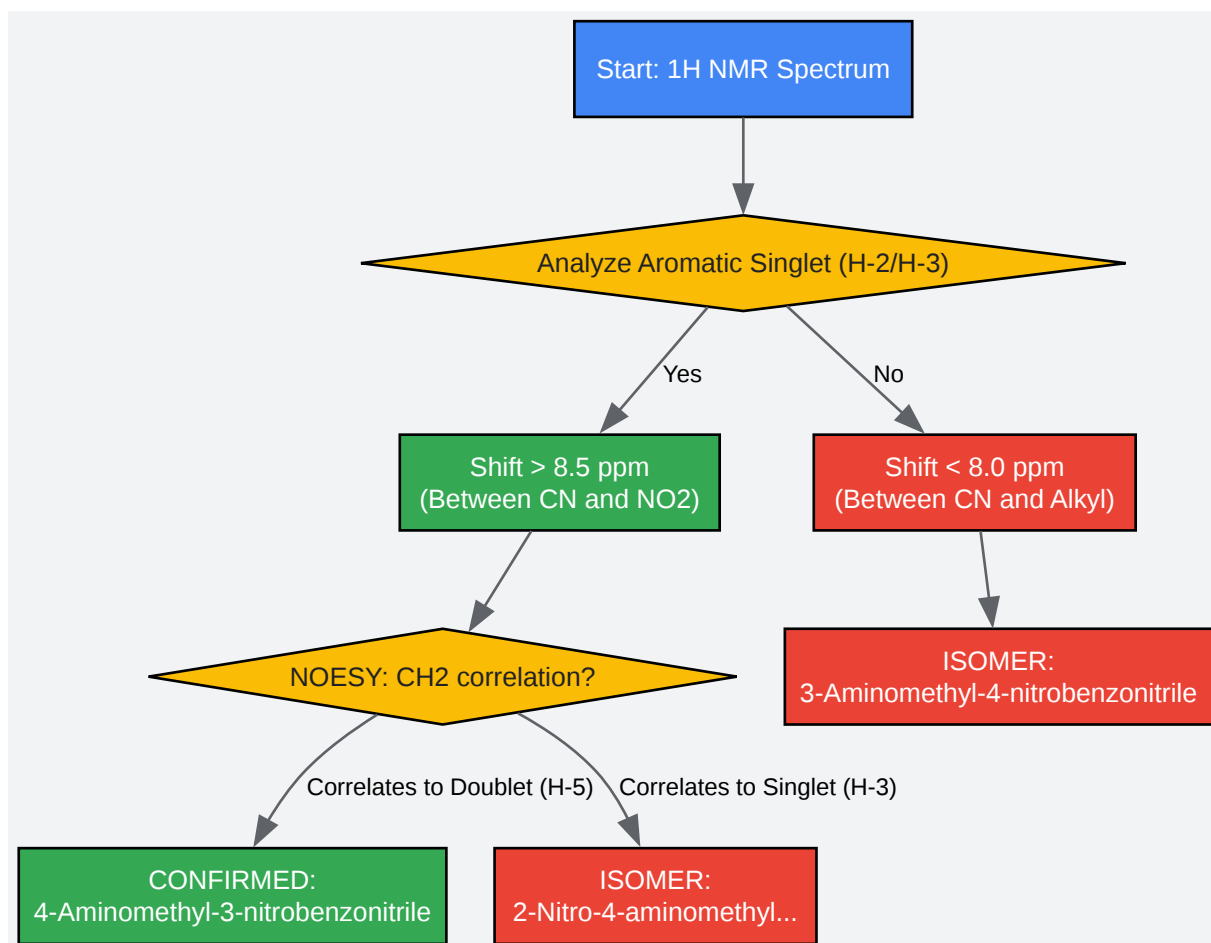 Start: 1H NMR Spectrum
Analyze Aromatic Singlet (H-2/H-3)
Yes
No
Shift > 8.5 ppm
(Between CN and NO2)
Shift < 8.0 ppm
(Between CN and Alkyl)
NOESY: CH2 correlation?
ISOMER:
3-Aminomethyl-4-nitrobenzonitrile
Correlates to Doublet (H-5)
Correlates to Singlet (H-3)
CONFIRMED:
4-Aminomethyl-3-nitrobenzonitrile
ISOMER:
2-Nitro-4-aminomethyl...